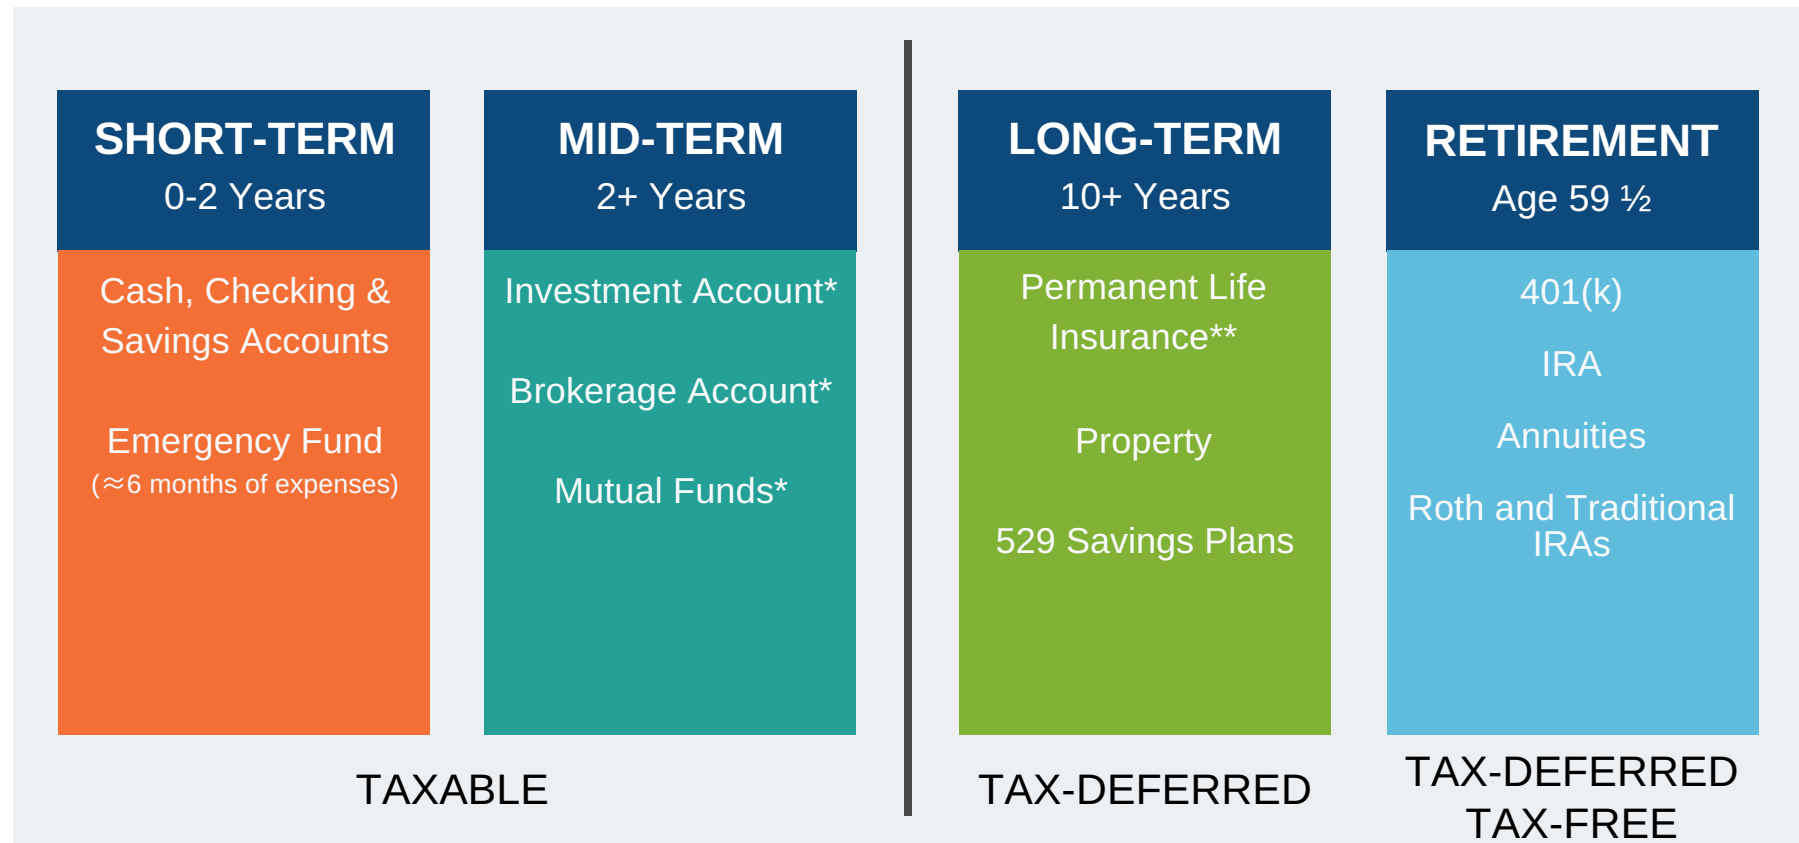 SHORT-TERM
0-2 Years
Cash, Checking &
Savings Accounts
Emergency Fund
(≈6 months of expenses)
MID-TERM
2+ Years
Investment Account*
Brokerage Account*
Mutual Funds*
TAXABLE
LONG-TERM
10+ Years
Permanent Life
Insurance**
Property
529 Savings Plans
TAX-DEFERRED
RETIREMENT
Age 59 ½
401(k)
IRA
Annuities
Roth and Traditional
IRAs
TAX-DEFERRED
TAX-FREE